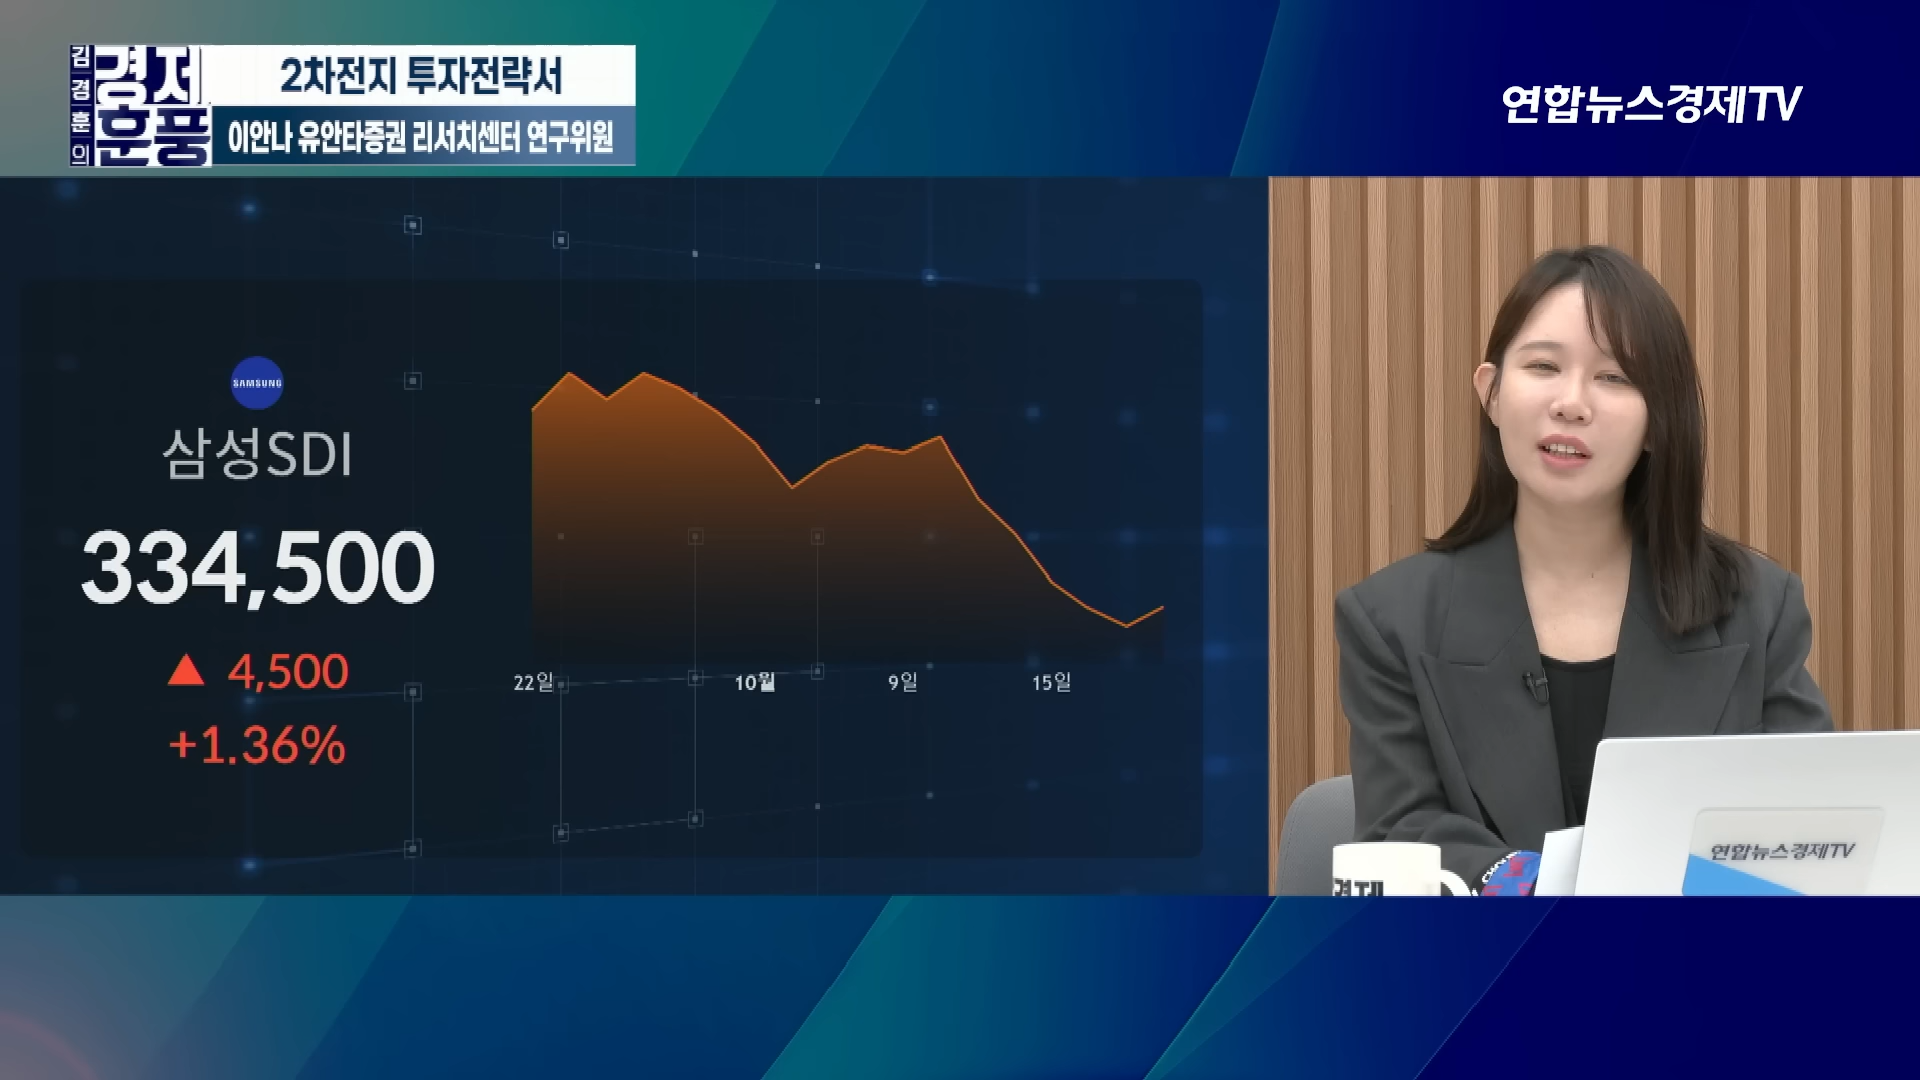 김경훈의
경제
훈풍
2차전지 투자전략서
이안나 유안타증권 리서치센터 연구위원
연합뉴스경제TV
SAMSUNG
삼성SDI
334,500
▲ 4,500
+1.36%
22일 10월 9일 15일
연합뉴스경제TV
경제